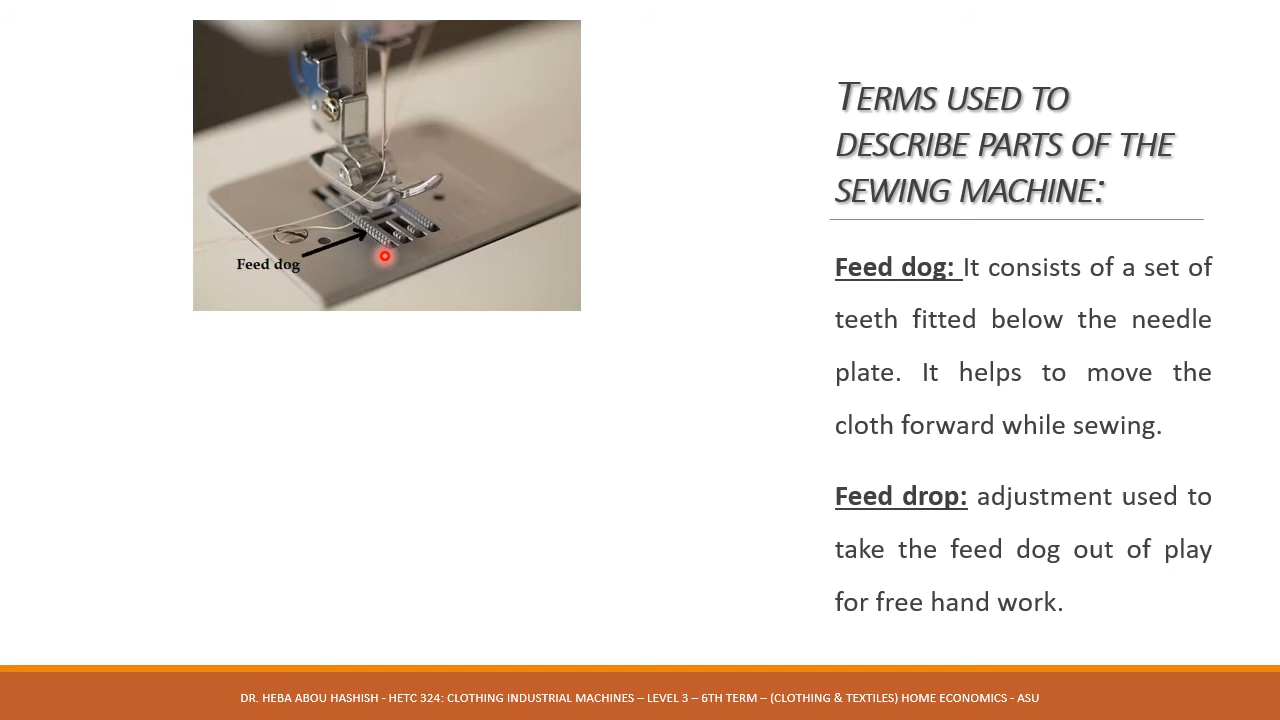 TERMS USED TO
DESCRIBE PARTS OF THE
SEWING MACHINE:
Feed dog
Feed dog: It consists of a set of
teeth fitted below the needle
plate. It helps to move the
cloth forward while sewing.
Feed drop: adjustment used to
take the feed dog out of play
for free hand work.
DR. HEBA ABOU HASHISH - HETC 324: CLOTHING INDUSTRIAL MACHINES – LEVEL 3 – 6TH TERM – (CLOTHING & TEXTILES) HOME ECONOMICS - ASU